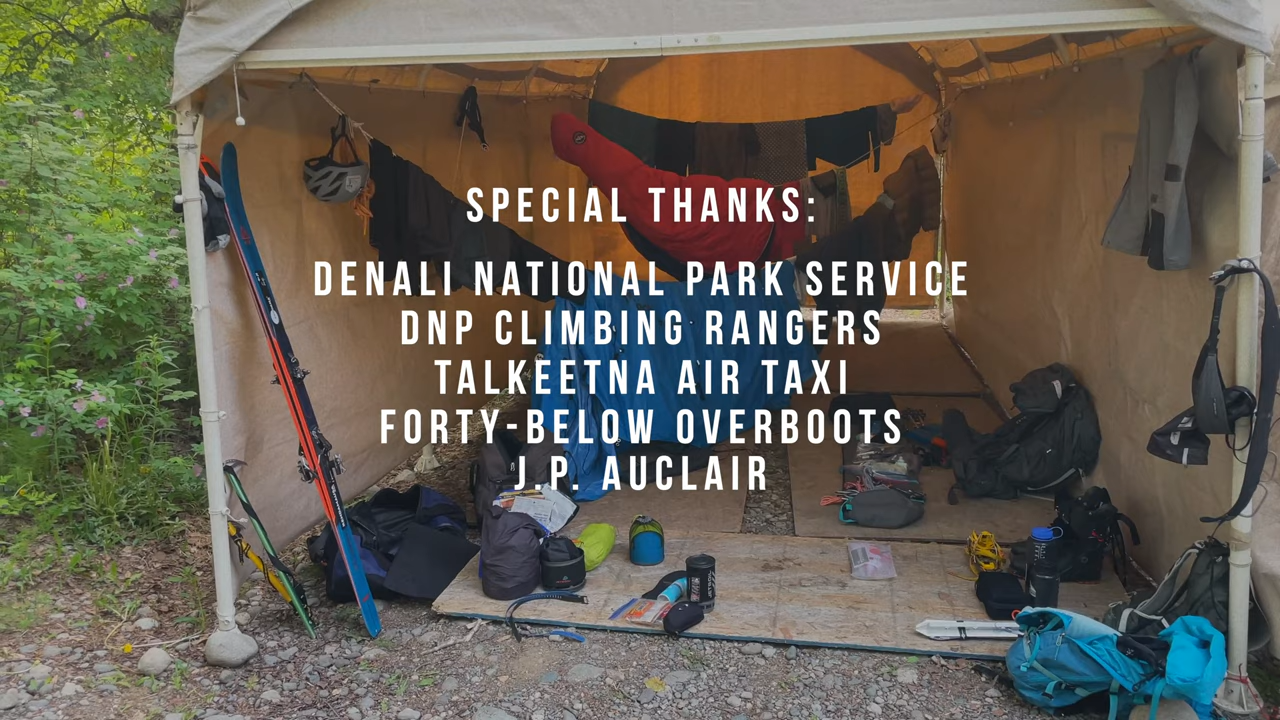 SPECIAL THANKS:
DENALI NATIONAL PARK SERVICE
DNP CLIMBING RANGERS
TALKEETNA AIR TAXI
FORTY-BELOW OVERBOOTS
J.P. AUCLAIR